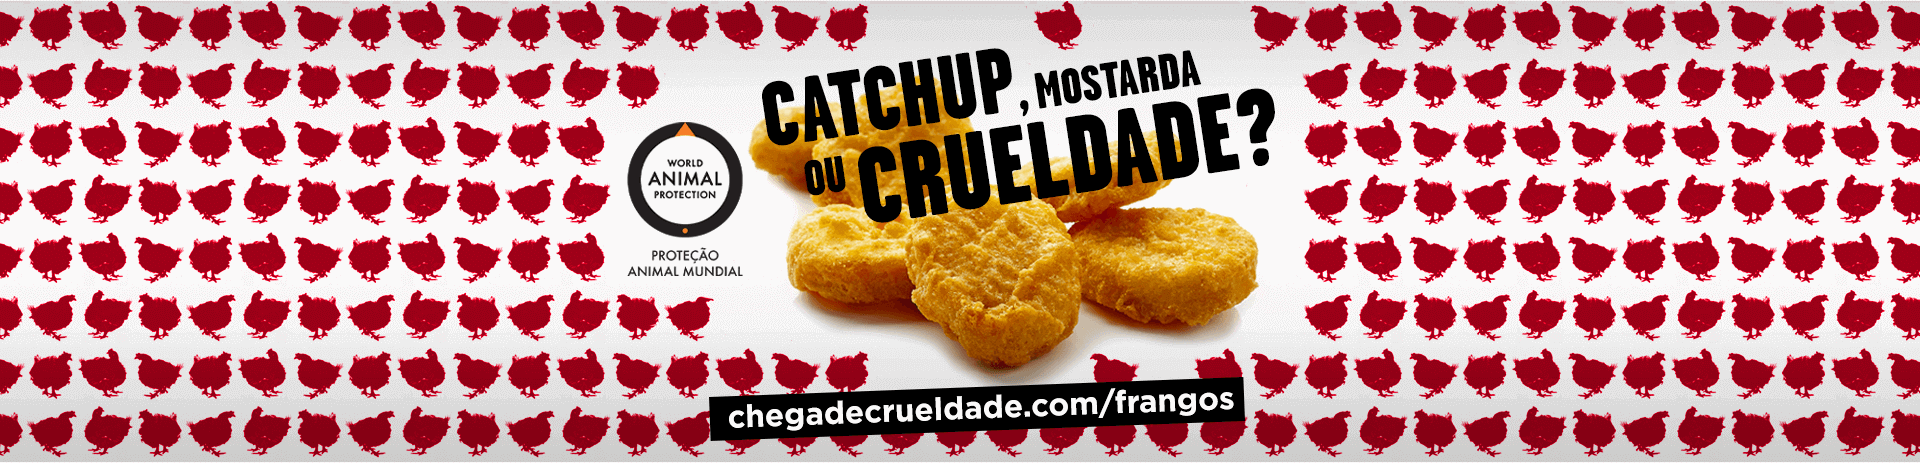 CATCHUP, MOSTARDA
OU CRUELDADE?
WORLD
ANIMAL
PROTECTION
PROTEÇÃO
ANIMAL MUNDIAL
chegadecrueldade.com/frangos